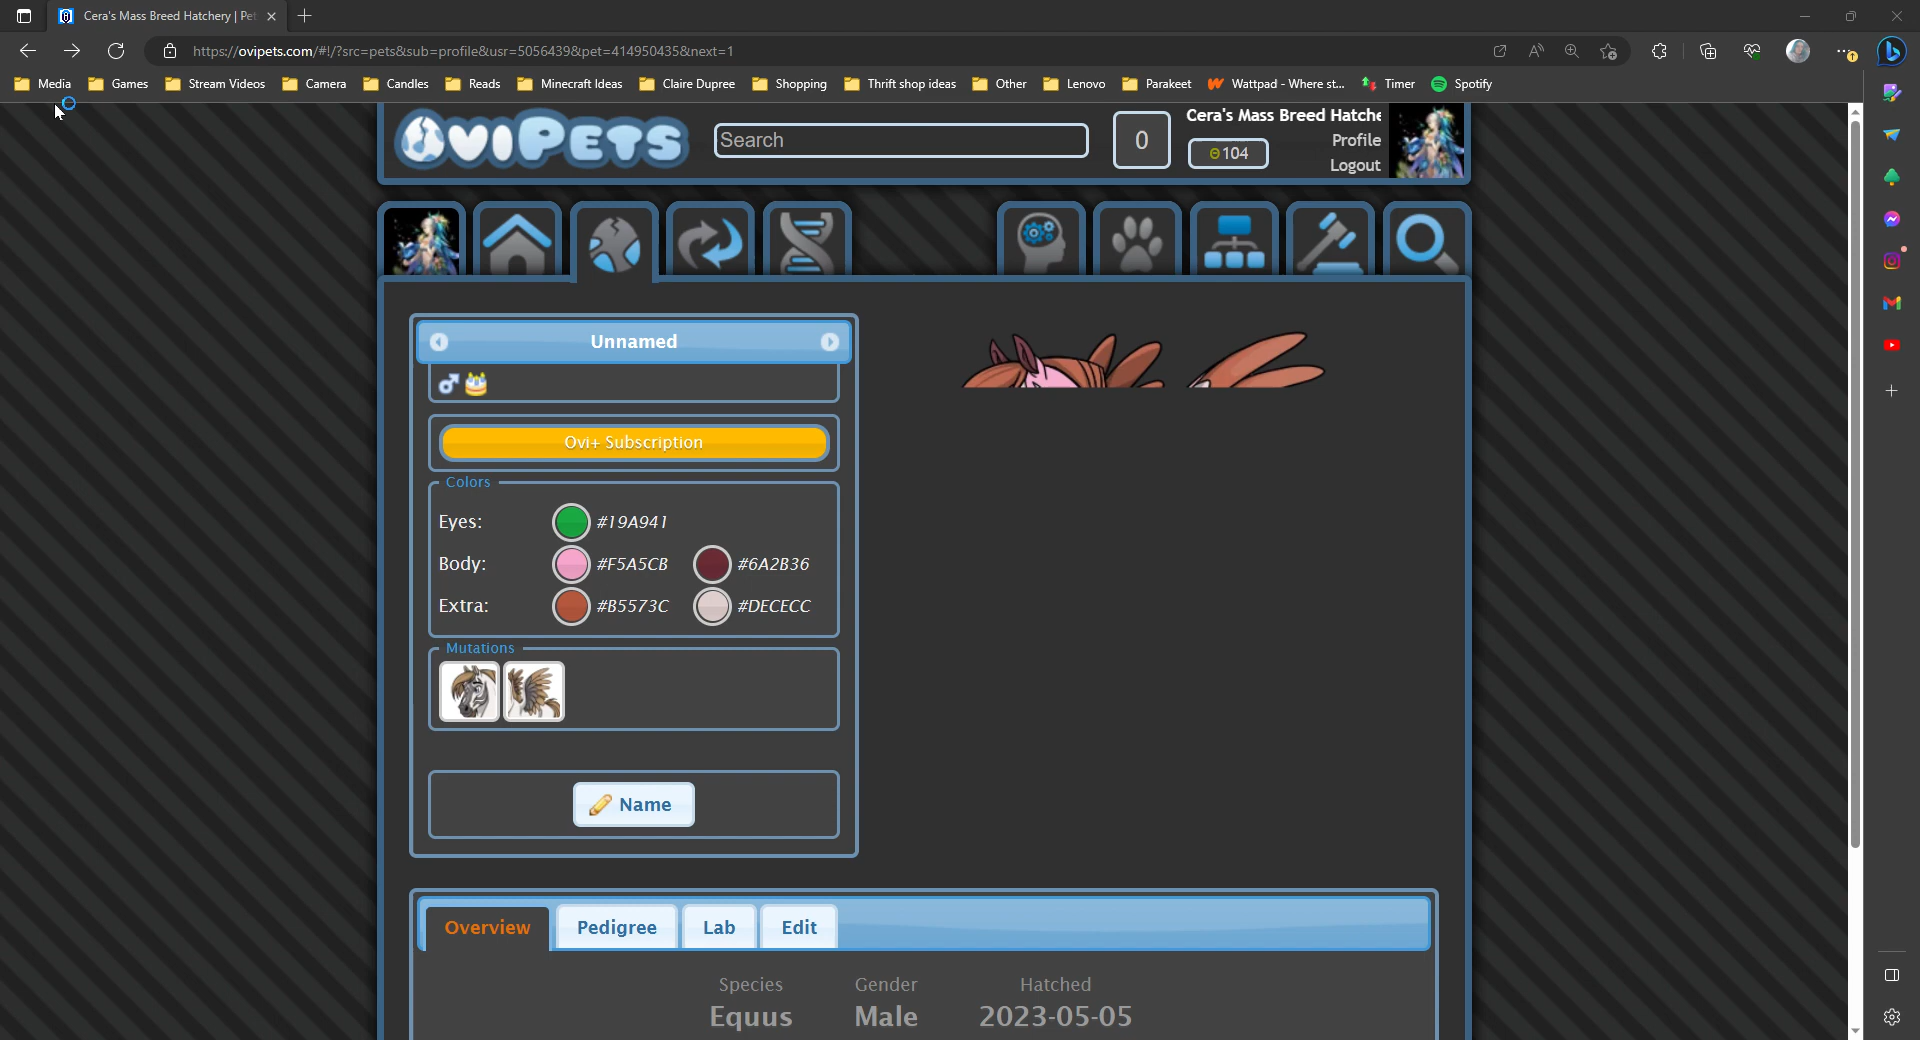 Cera's Mass Breed Hatchery | Pet
https://ovipets.com/#!/?src=pets&sub=profile&usr=5056439&pet=414950435&next=1
Media Games Stream Videos Camera Candles Reads Minecraft Ideas Claire Dupree Shopping Thrift shop ideas Other Lenovo Parakeet Wattpad - Where st... Timer Spotify
OviPets
Search
0
Cera's Mass Breed Hatche
104
Profile
Logout
Unnamed
Ovi+ Subscription
Colors
Eyes: #19A941
Body: #F5A5CB #6A2B36
Extra: #B5573C #DECECC
Mutations
Name
Overview Pedigree Lab Edit
Species Gender Hatched
Equus Male 2023-05-05